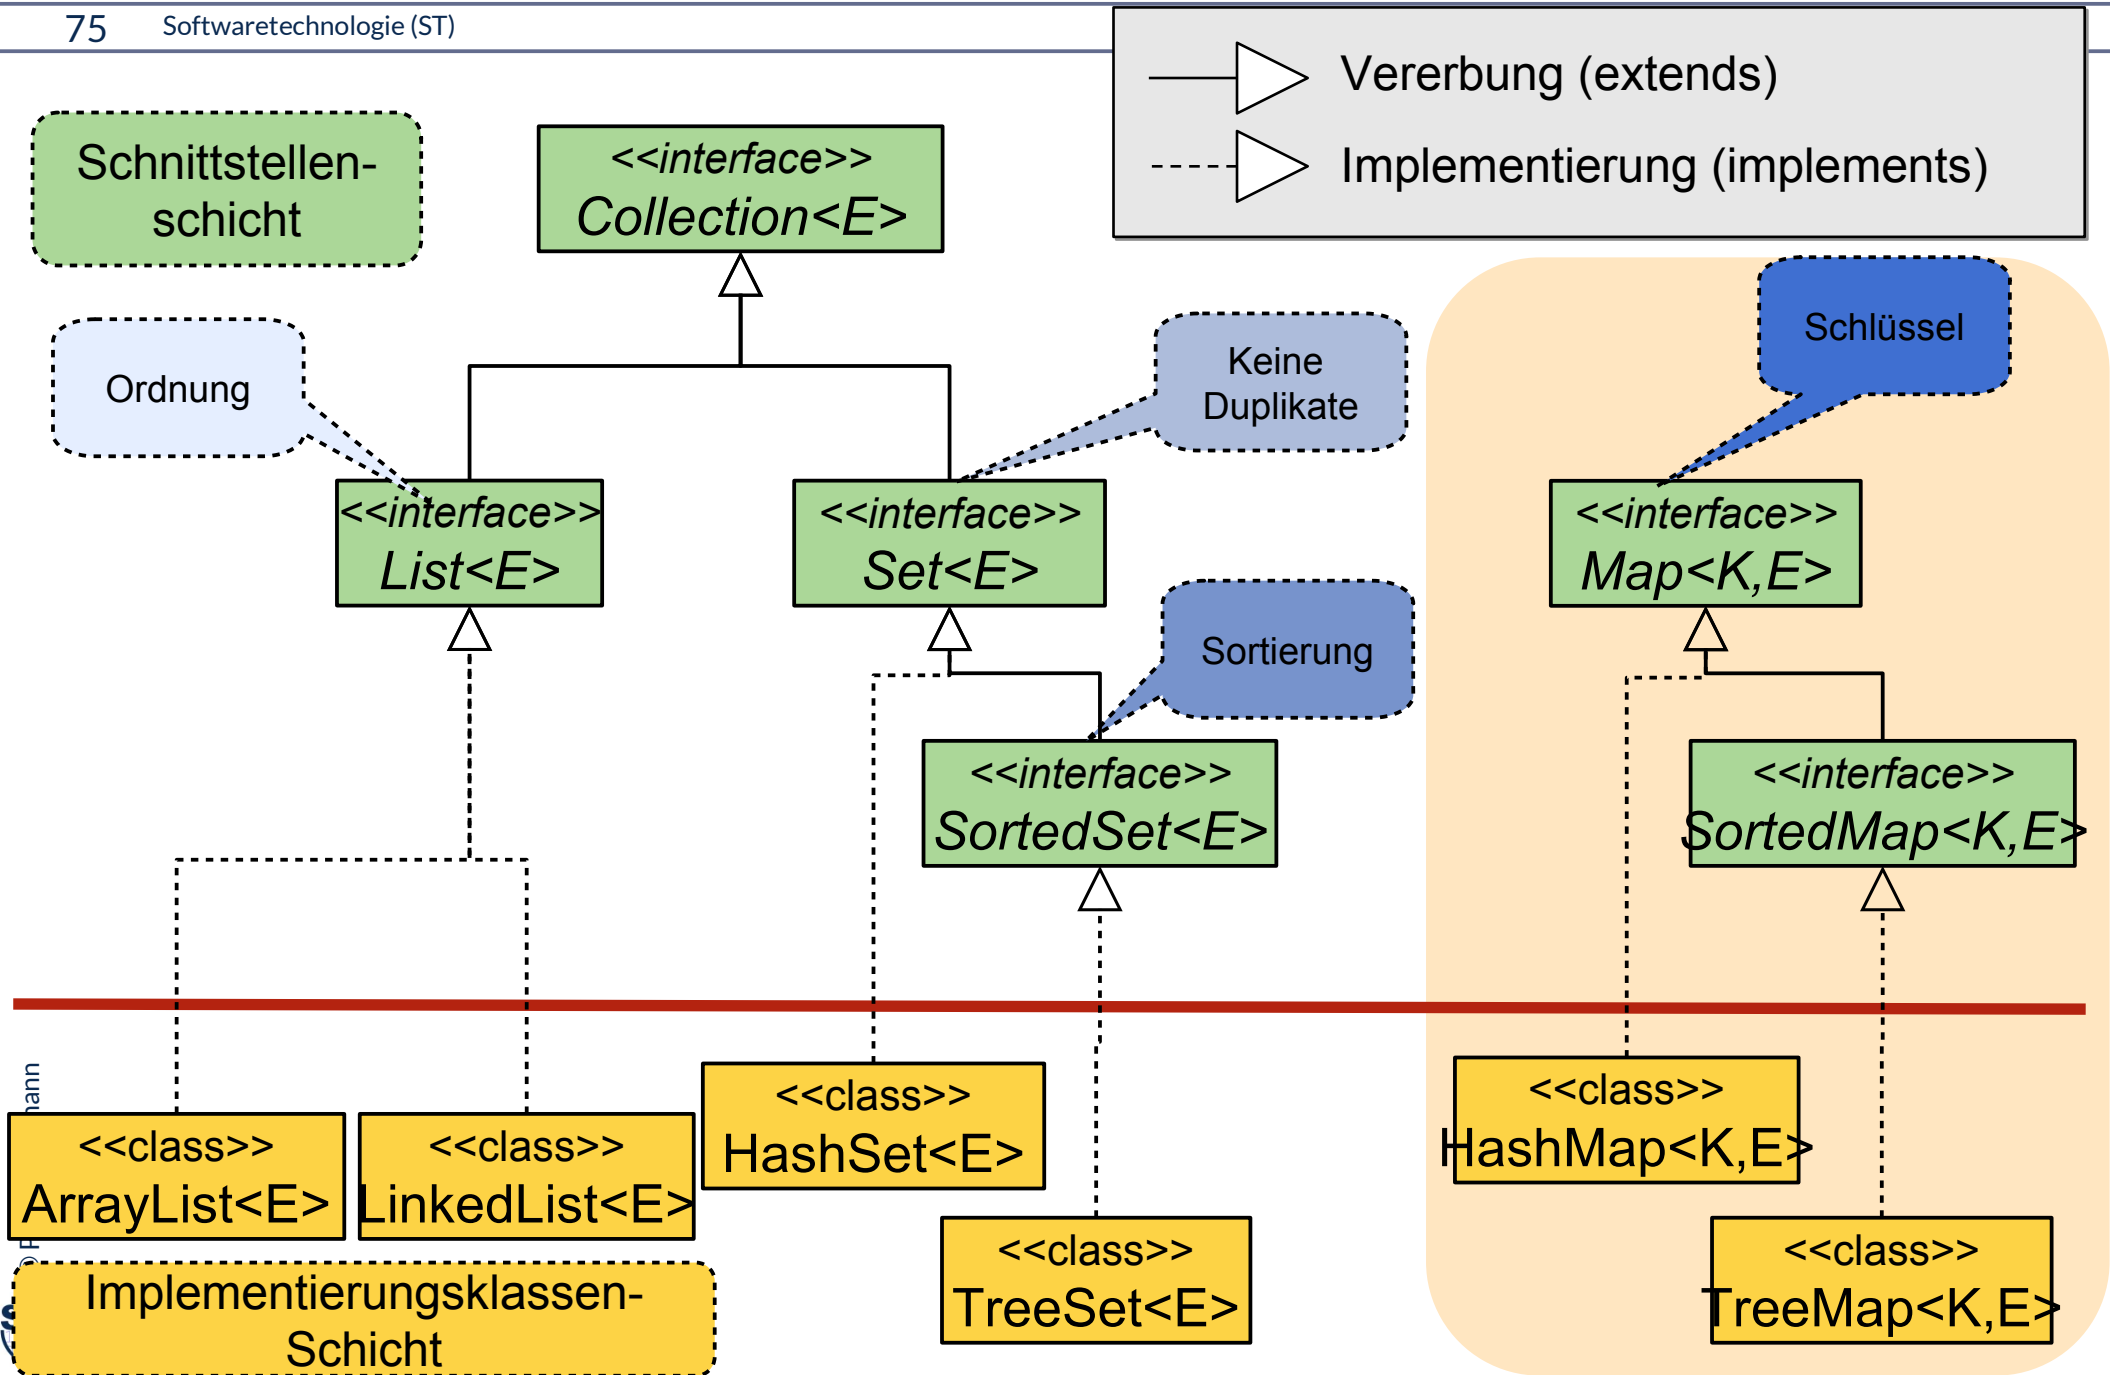 75 Softwaretechnologie (ST)
Vererbung (extends)
Implementierung (implements)
Schnittstellen-
schicht
<<interface>>
Collection<E>
Ordnung
Keine
Duplikate
Schlüssel
<<interface>>
List<E>
<<interface>>
Set<E>
<<interface>>
Map<K,E>
Sortierung
<<interface>>
SortedSet<E>
<<interface>>
SortedMap<K,E>
<<class>>
ArrayList<E>
<<class>>
LinkedList<E>
<<class>>
HashSet<E>
<<class>>
TreeSet<E>
<<class>>
HashMap<K,E>
<<class>>
TreeMap<K,E>
Implementierungsklassen-
Schicht